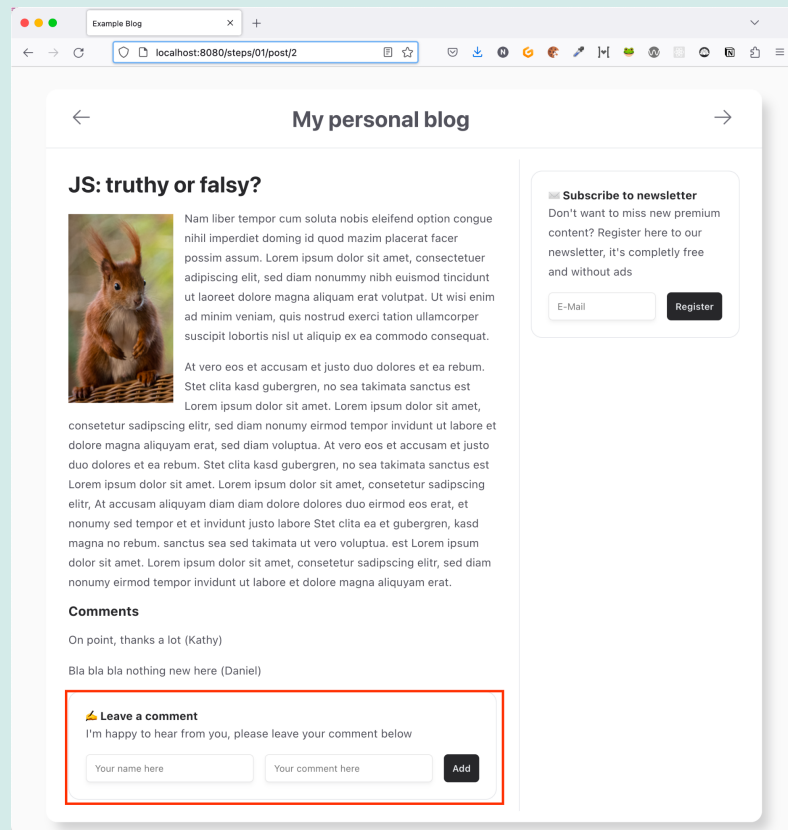 Example Blog
localhost:8080/steps/01/post/2
My personal blog
JS: truthy or falsy?
Nam liber tempor cum soluta nobis eleifend option congue
nihil imperdiet doming id quod mazim placerat facer
possim assum. Lorem ipsum dolor sit amet, consectetuer
adipiscing elit, sed diam nonummy nibh euismod tincidunt
ut laoreet dolore magna aliquam erat volutpat. Ut wisi enim
ad minim veniam, quis nostrud exerci tation ullamcorper
suscipit lobortis nisl ut aliquip ex ea commodo consequat.
At vero eos et accusam et justo duo dolores et ea rebum.
Stet clita kasd gubergren, no sea takimata sanctus est
Lorem ipsum dolor sit amet. Lorem ipsum dolor sit amet,
consetetur sadipscing elitr, sed diam nonumy eirmod tempor invidunt ut labore et
dolore magna aliquyam erat, sed diam voluptua. At vero eos et accusam et justo
duo dolores et ea rebum. Stet clita kasd gubergren, no sea takimata sanctus est
Lorem ipsum dolor sit amet. Lorem ipsum dolor sit amet, consetetur sadipscing
elitr, At accusam aliquyam diam diam dolore dolores duo eirmod eos erat, et
nonumy sed tempor et et invidunt justo labore Stet clita ea et gubergren, kasd
magna no rebum. sanctus sea sed takimata ut vero voluptua. est Lorem ipsum
dolor sit amet. Lorem ipsum dolor sit amet, consetetur sadipscing elitr, sed diam
nonumy eirmod tempor invidunt ut labore et dolore magna aliquyam erat.
Comments
On point, thanks a lot (Kathy)
Bla bla bla nothing new here (Daniel)
✍️ Leave a comment
I'm happy to hear from you, please leave your comment below
Your name here
Your comment here
Add
✉️ Subscribe to newsletter
Don't want to miss new premium
content? Register here to our
newsletter, it's completly free
and without ads
E-Mail
Register